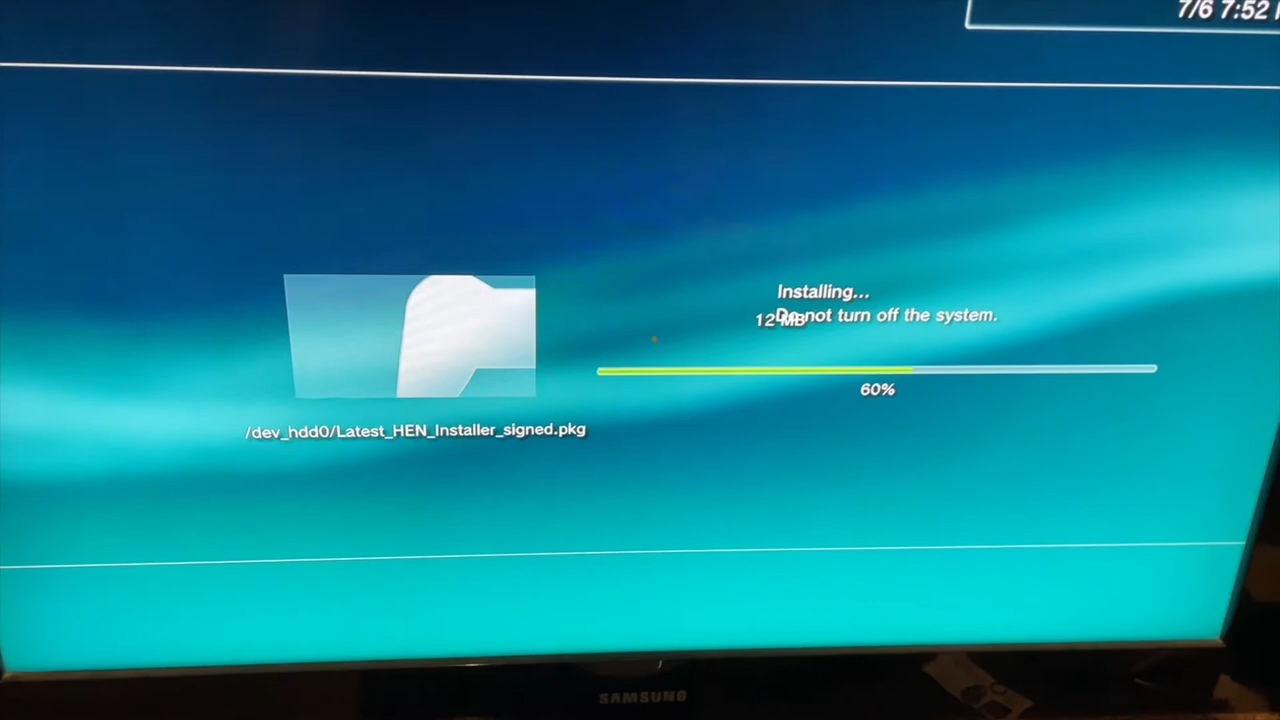 7/6 7:52
Installing...
Do not turn off the system.
12 MB
60%
/dev_hdd0/Latest_HEN_Installer_signed.pkg
SAMSUNG